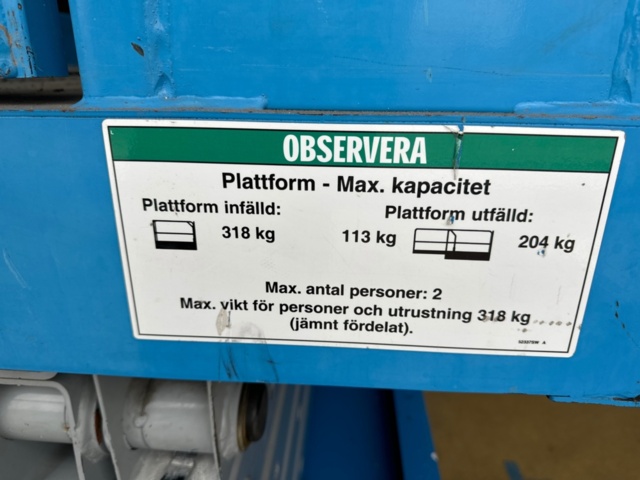 OBSERVERA
Plattform - Max. kapacitet
Plattform infälld: Plattform utfälld:
318 kg 113 kg 204 kg
Max. antal personer: 2
Max. vikt för personer och utrustning 318 kg
(jämnt fördelat).